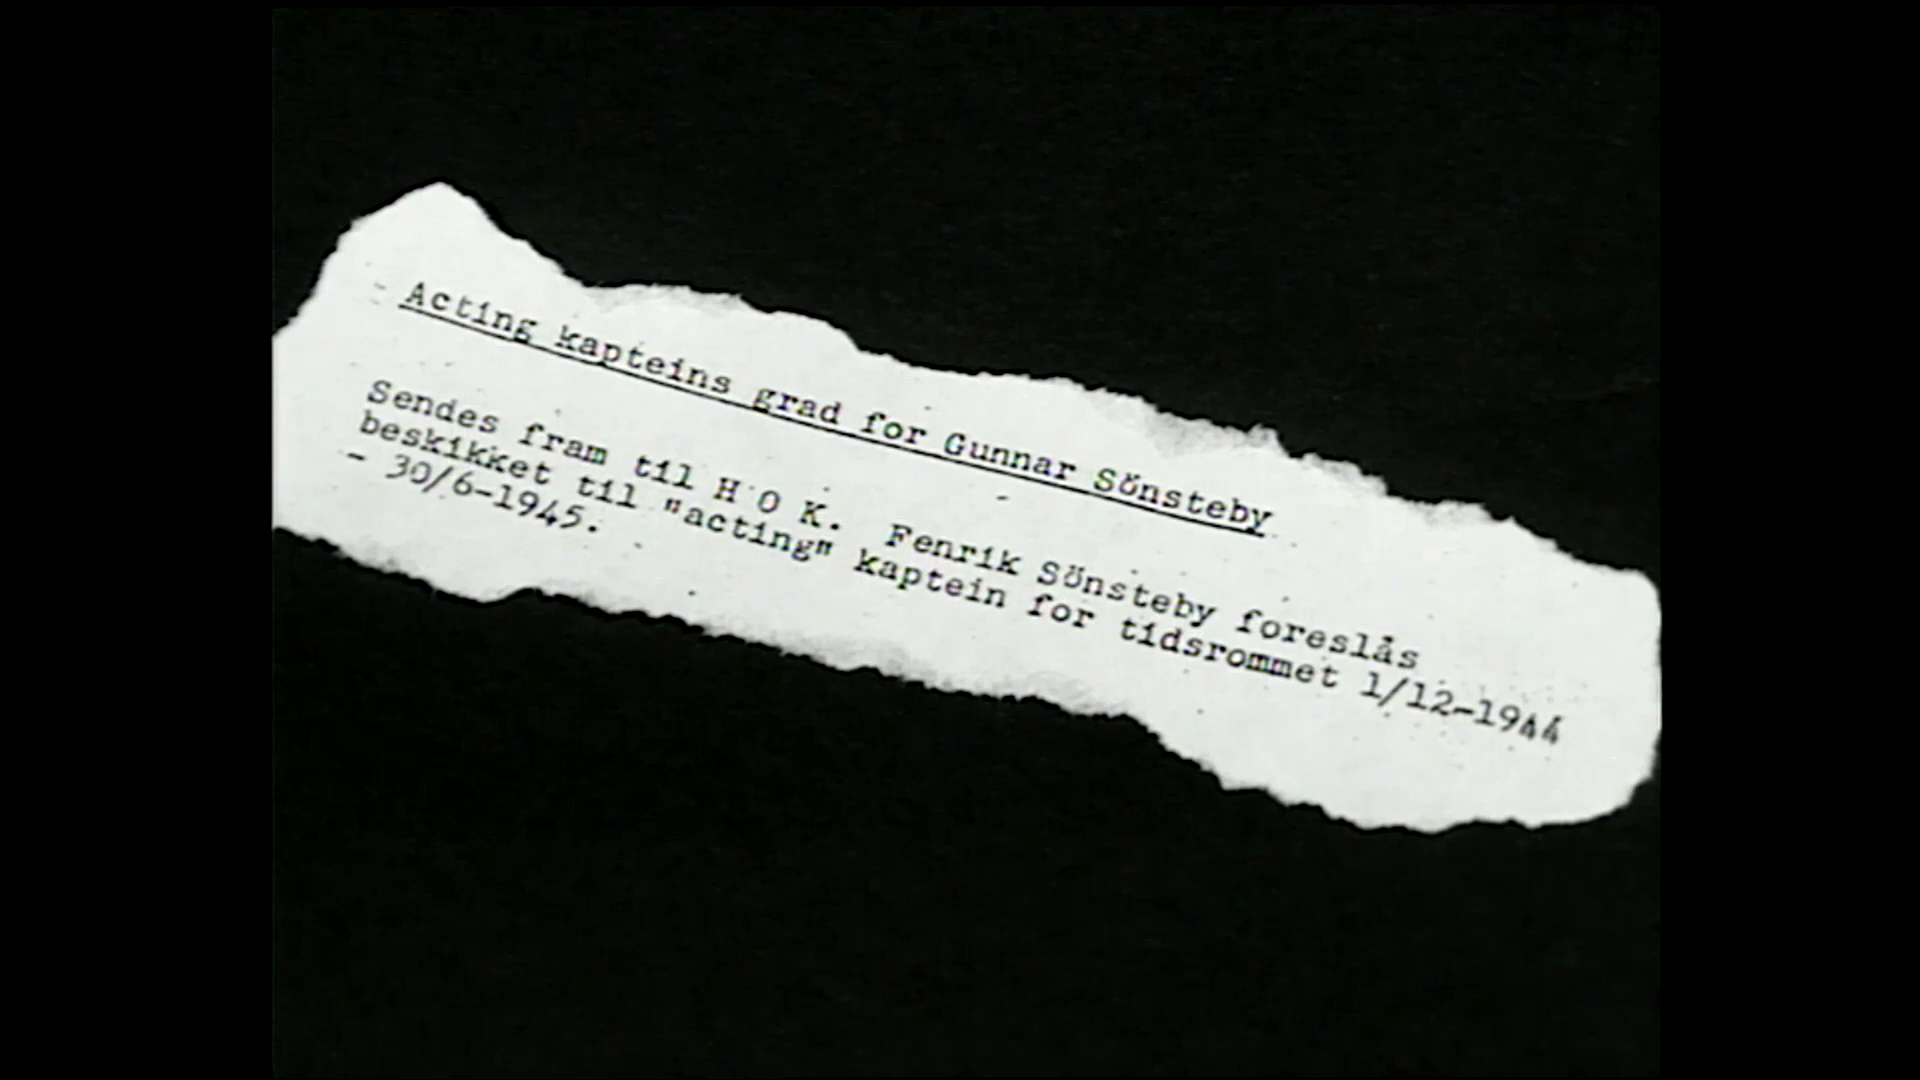 Acting kapteins grad for Gunnar Sönsteby
Sendes fram til H O K. Fenrik Sönsteby foreslås
beskikket til "acting" kaptein for tidsrommet 1/12-1944
- 30/6-1945.